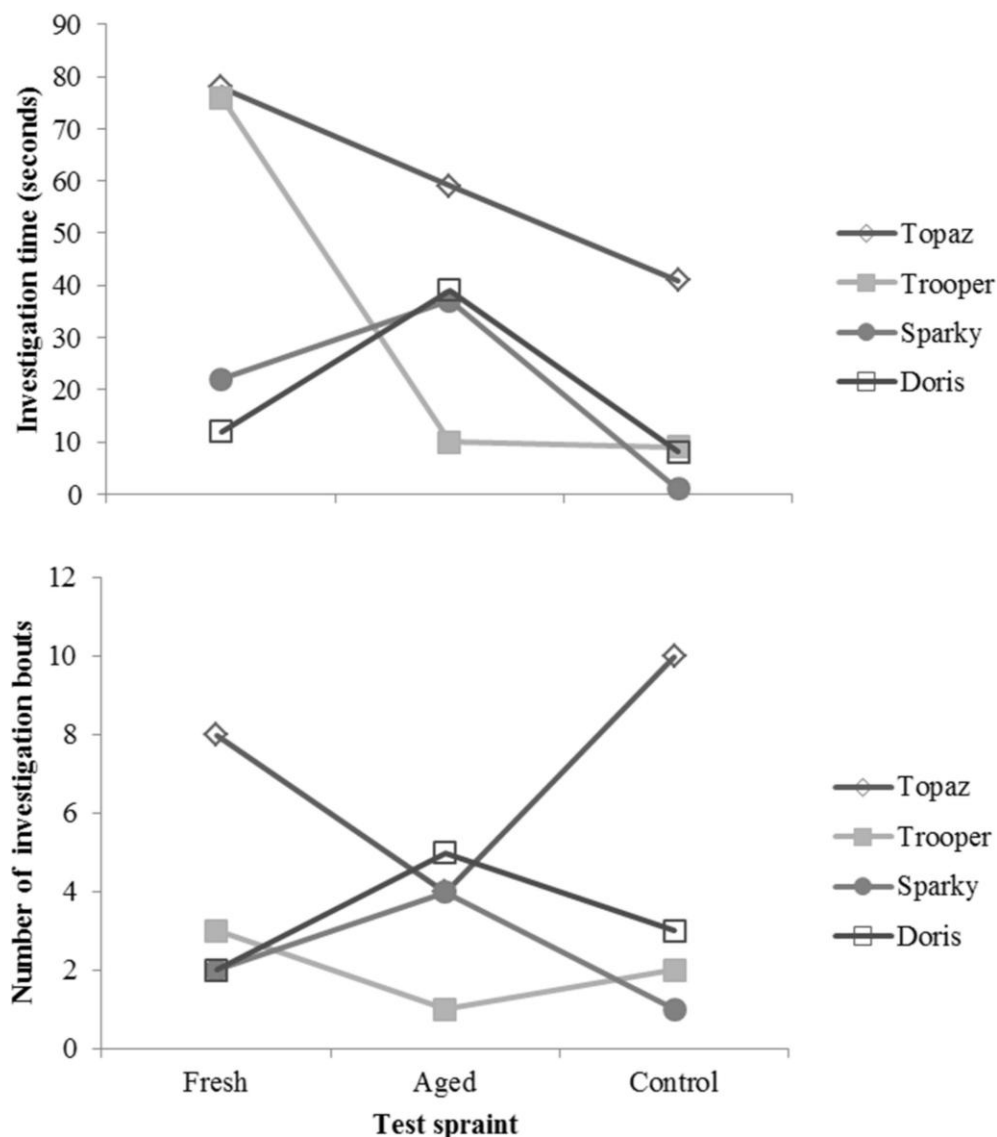 90
80
70
60
50
40
30
20
10
0
Investigation time (seconds)
Topaz
Trooper
Sparky
Doris
12
10
8
6
4
2
0
Number of investigation bouts
Topaz
Trooper
Sparky
Doris
Fresh Aged Control
Test spraint